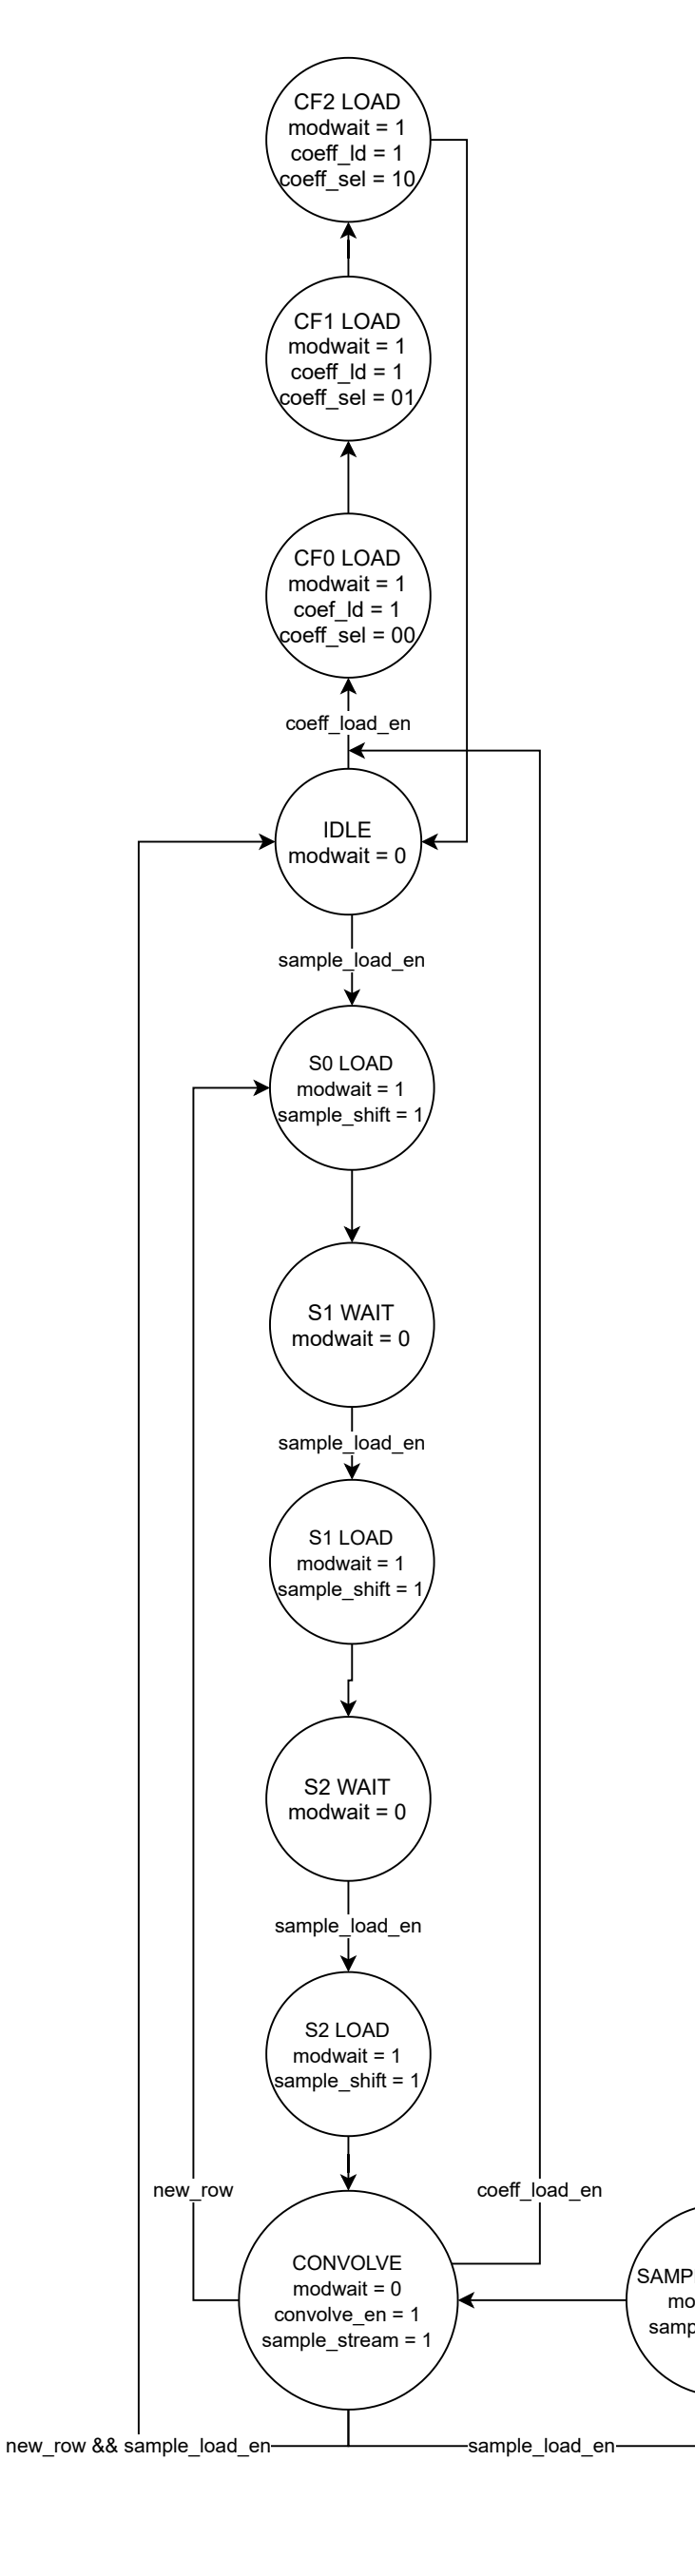 CF2 LOAD
modwait = 1
coeff_ld = 1
coeff_sel = 10
CF1 LOAD
modwait = 1
coeff_ld = 1
coeff_sel = 01
CF0 LOAD
modwait = 1
coef_ld = 1
coeff_sel = 00
coeff_load_en
IDLE
modwait = 0
sample_load_en
S0 LOAD
modwait = 1
sample_shift = 1
S1 WAIT
modwait = 0
sample_load_en
S1 LOAD
modwait = 1
sample_shift = 1
S2 WAIT
modwait = 0
sample_load_en
S2 LOAD
modwait = 1
sample_shift = 1
new_row
coeff_load_en
CONVOLVE
modwait = 0
convolve_en = 1
sample_stream = 1
SAMP
mo
samp
new_row && sample_load_en
sample_load_en